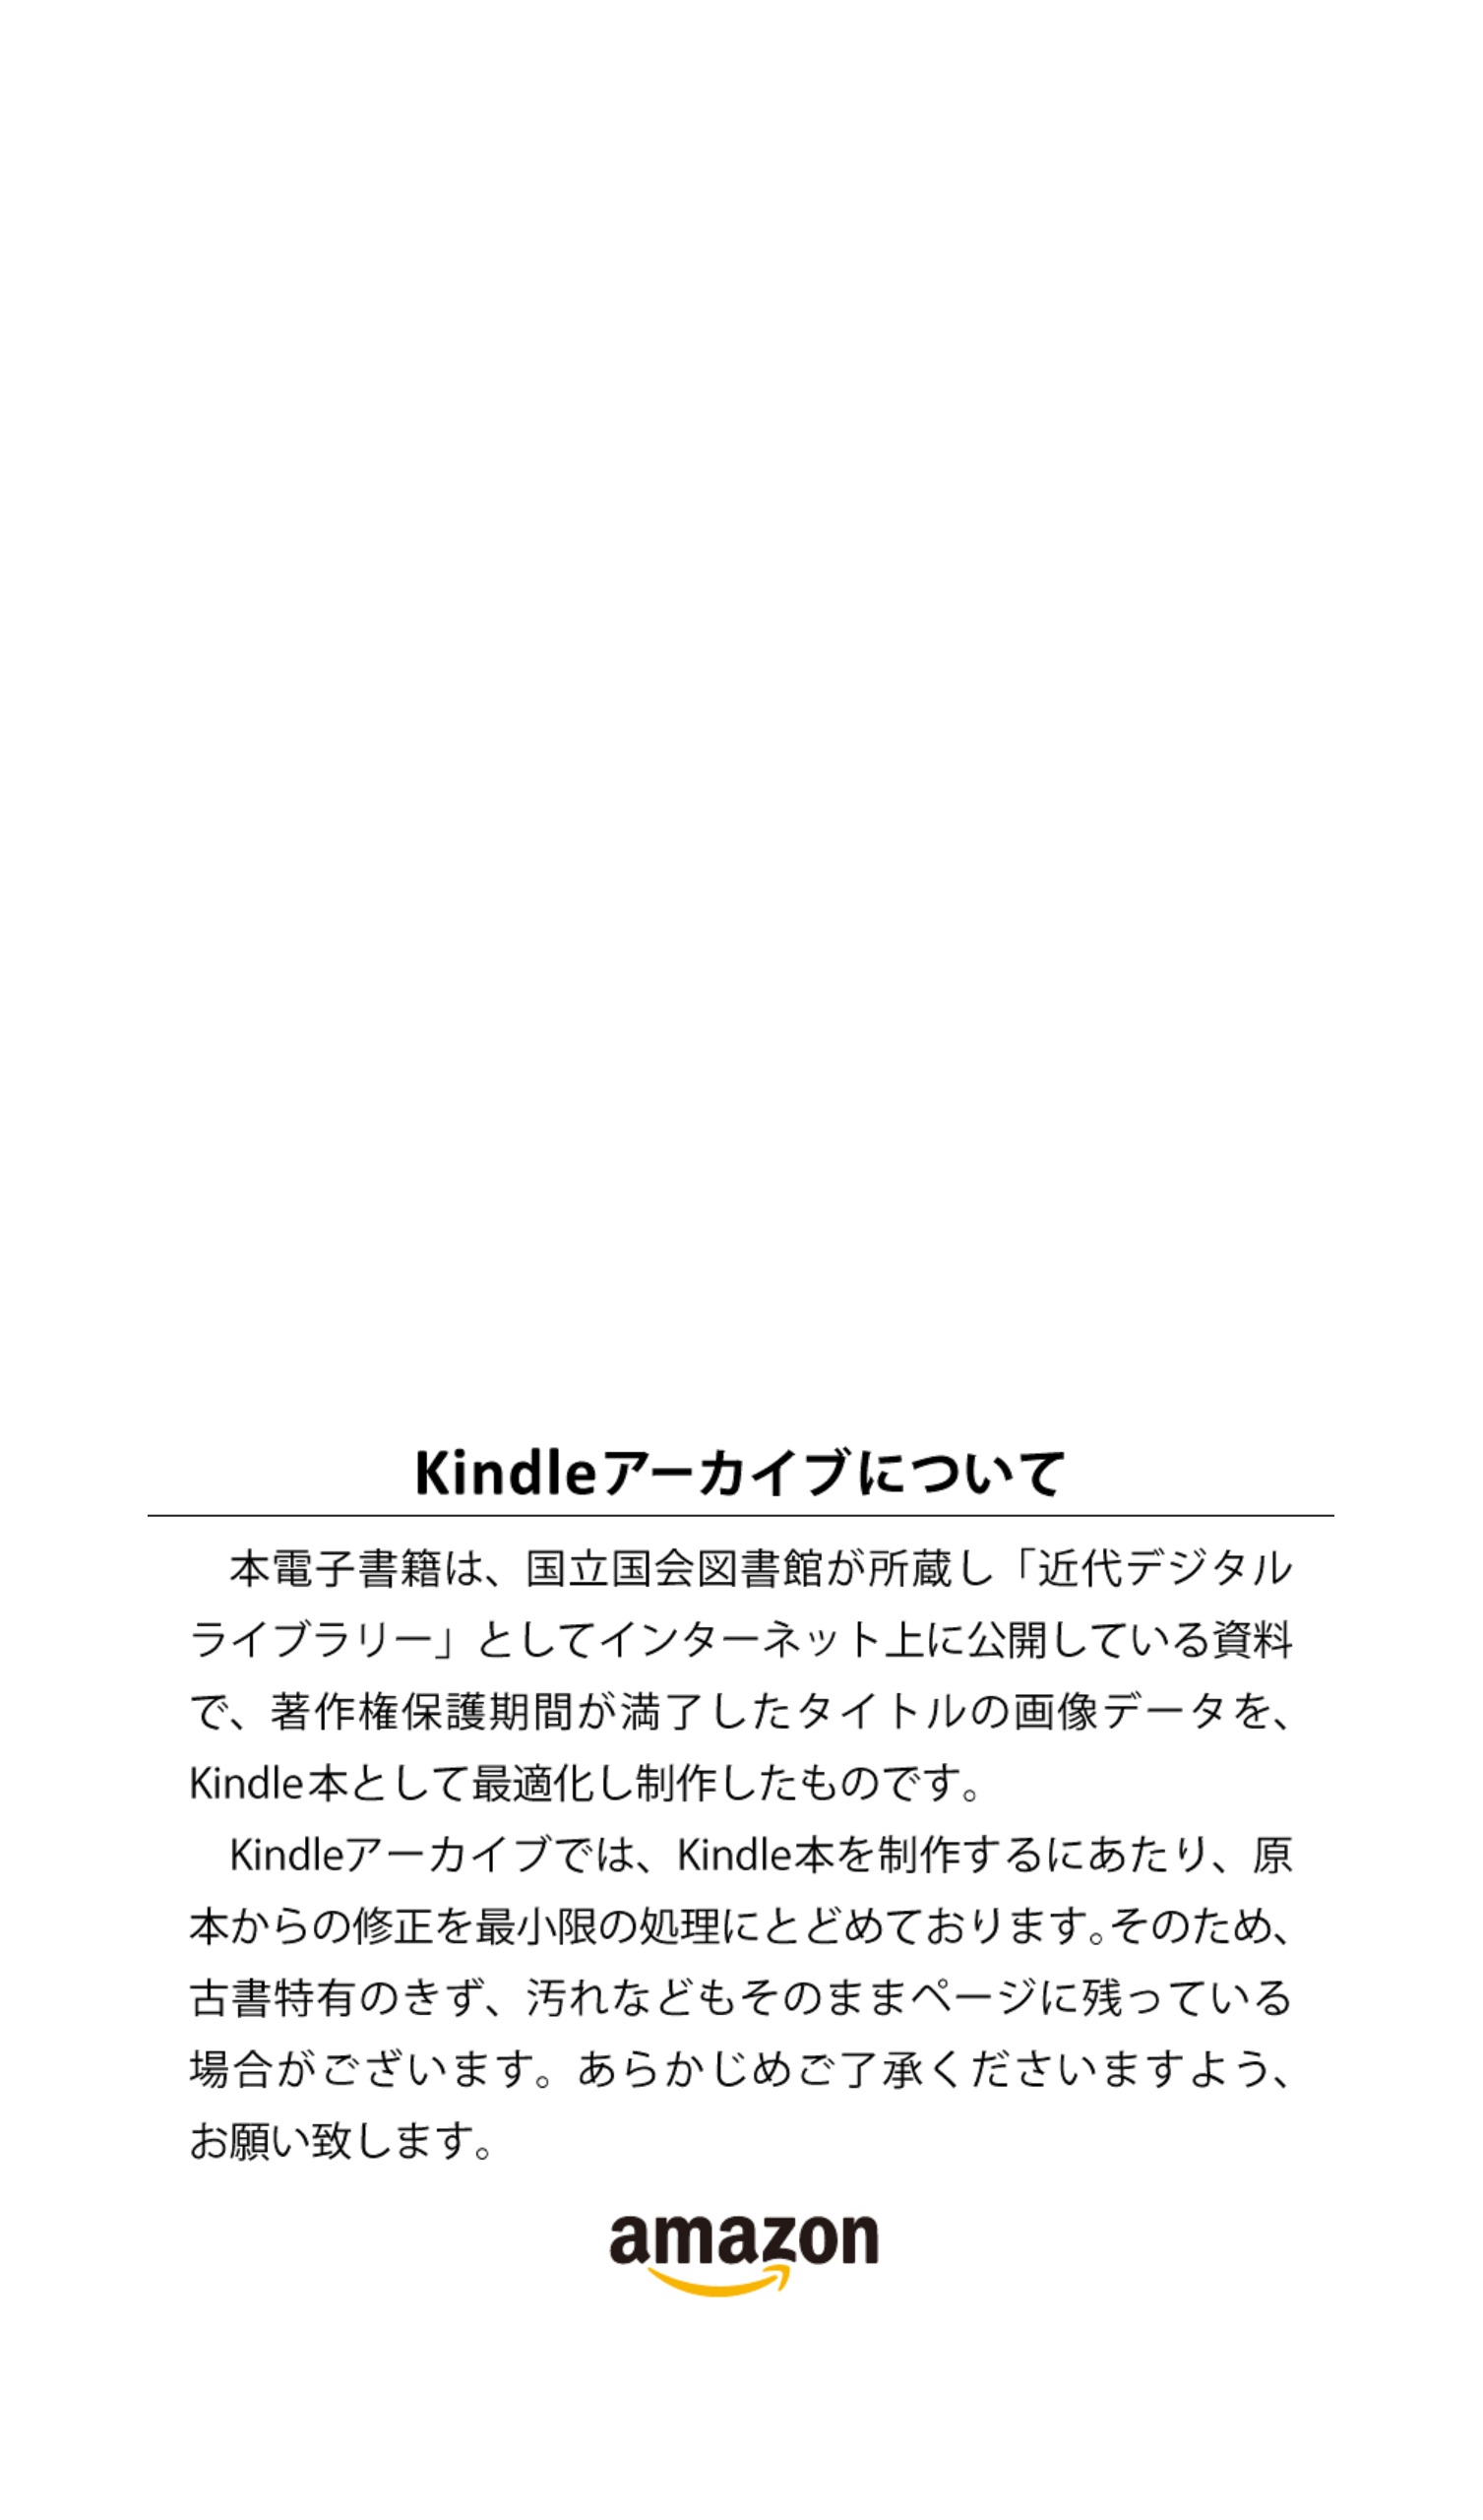 Kindleアーカイブについて
　本電子書籍は、国立国会図書館が所蔵し「近代デジタル
ライブラリー」としてインターネット上に公開している資料
で、著作権保護期間が満了したタイトルの画像データを、
Kindle本として最適化し制作したものです。
　Kindleアーカイブでは、Kindle本を制作するにあたり、原
本からの修正を最小限の処理にとどめております。そのため、
古書特有のきず、汚れなどもそのままページに残っている
場合がございます。あらかじめご了承くださいますよう、
お願い致します。
amazon